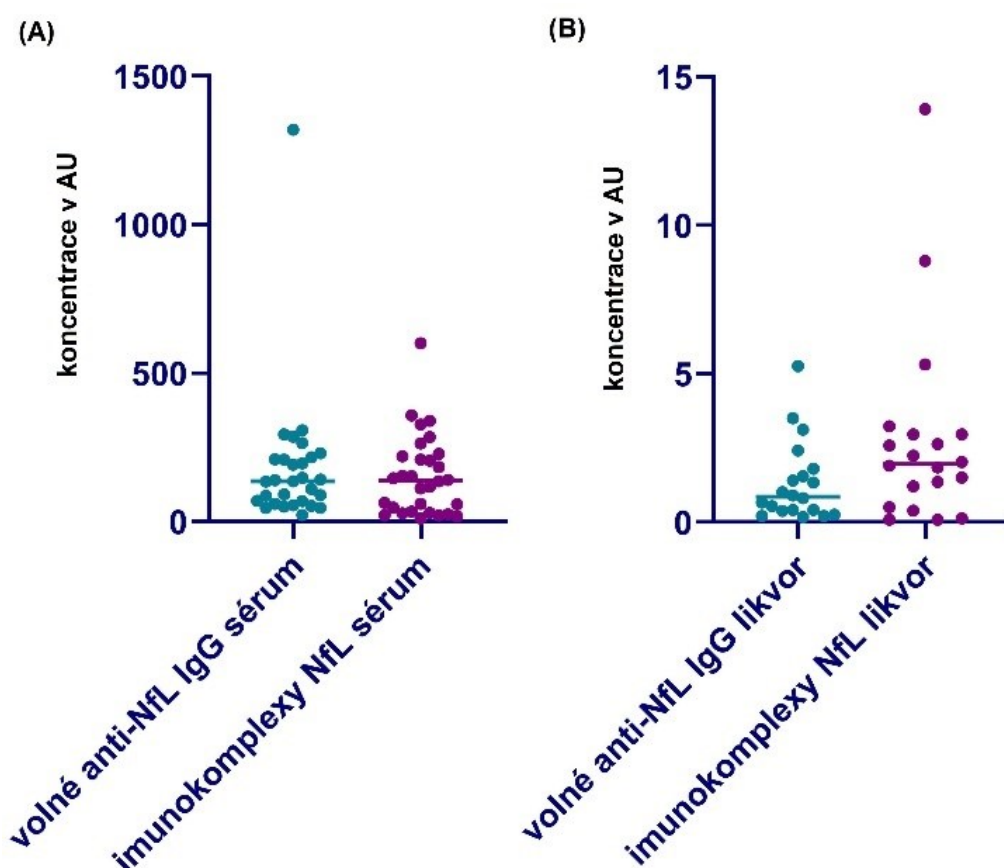 (A)
1500
1000
500
0
koncentrace v AU
volné anti-NfL IgG sérum
imunokomplexy NfL sérum
(B)
15
10
5
0
koncentrace v AU
volné anti-NfL IgG likvor
imunokomplexy NfL likvor